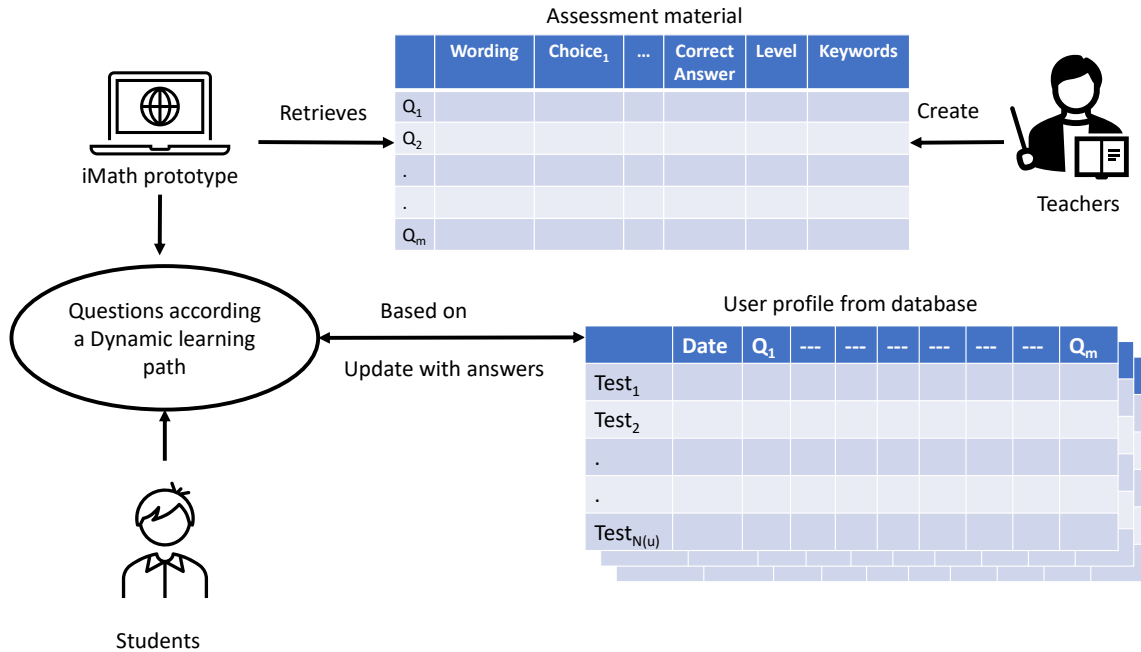 Assessment material
Wording Choice₁ ... Correct Answer Level Keywords
Q₁
Q₂
.
.
Qₘ
Retrieves
Create
iMath prototype
Teachers
Questions according
a Dynamic learning
path
Based on
Update with answers
User profile from database
Date Q₁ --- --- --- --- --- --- Qₘ
Test₁
Test₂
.
.
Test_N(u)
Students